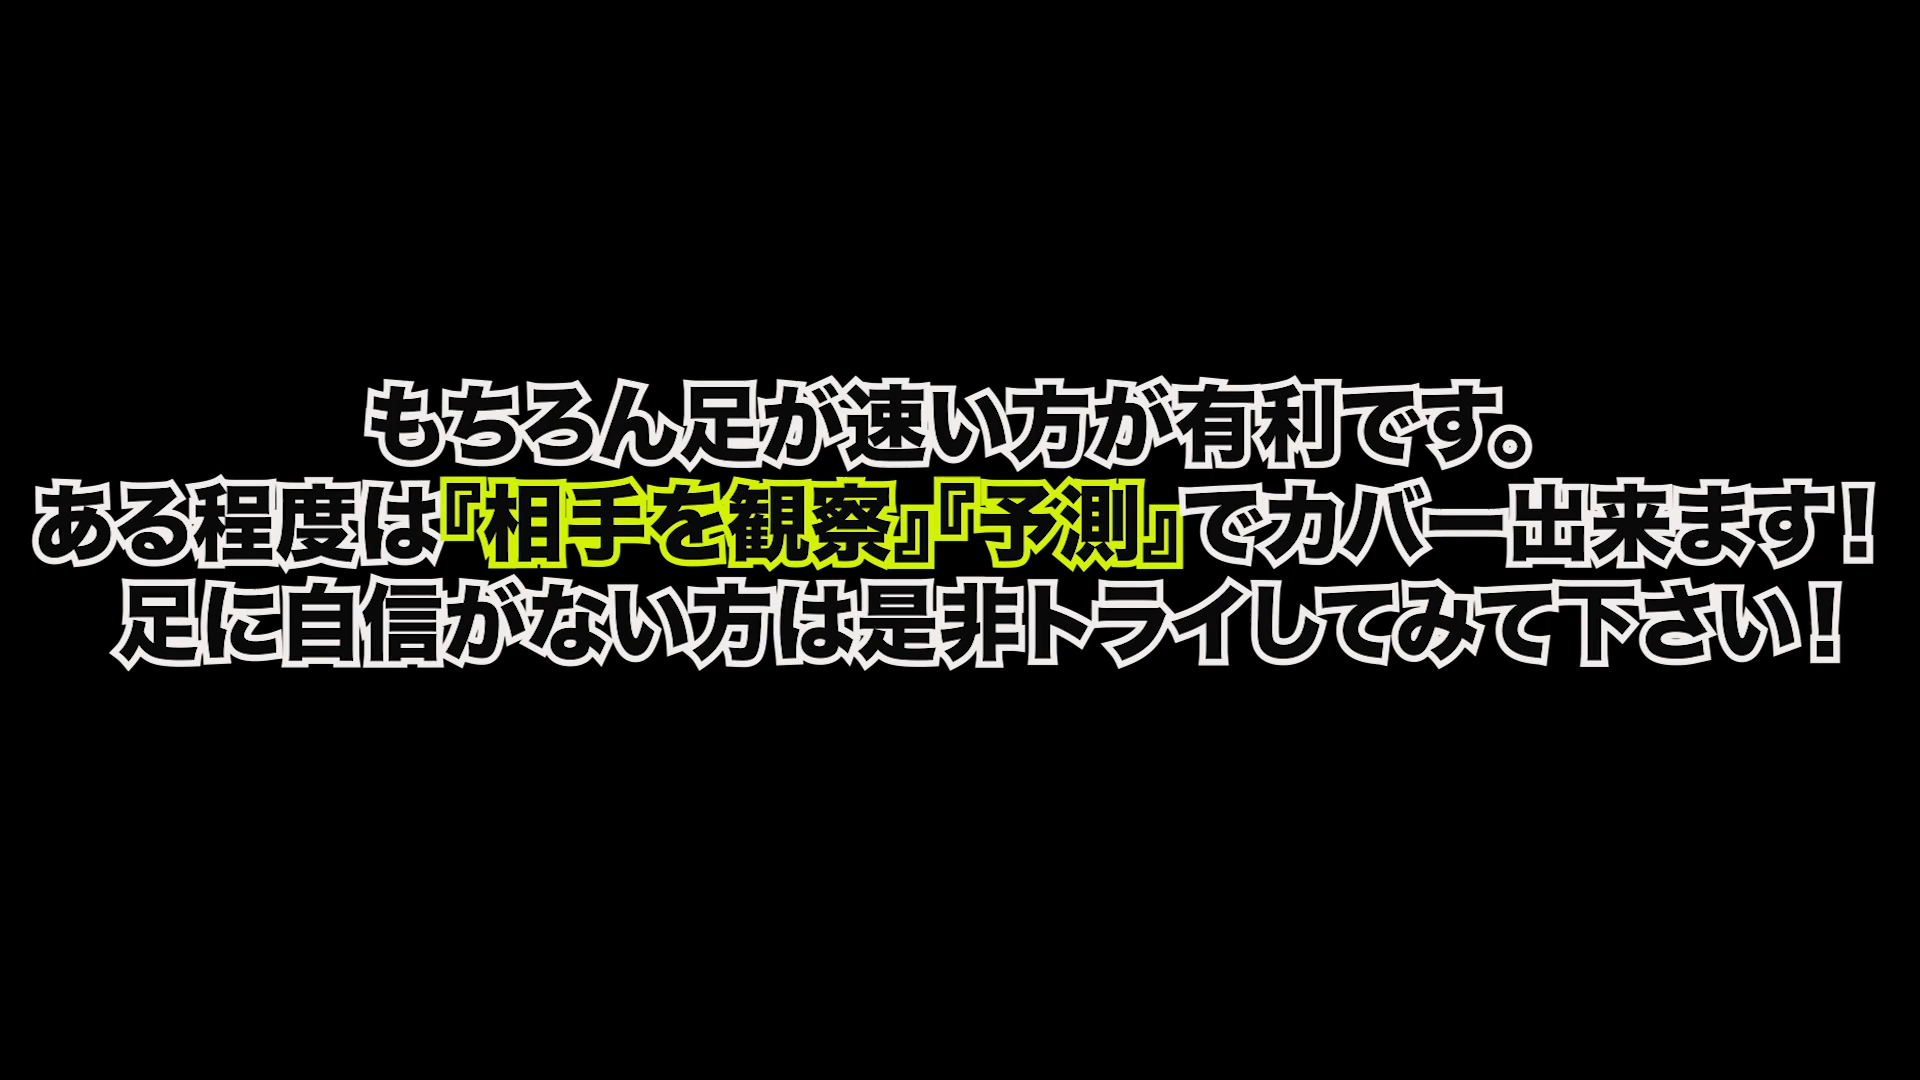 もちろん足が速い方が有利です。
ある程度は『相手を観察』『予測』でカバー出来ます！
足に自信がない方は是非トライしてみて下さい！